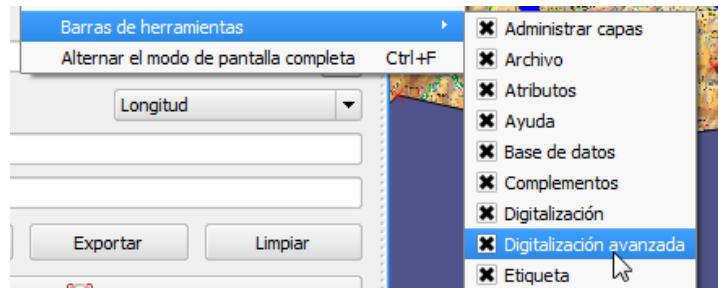 Barras de herramientas
Alternar el modo de pantalla completa Ctrl+F
Longitud
Exportar Limpiar
Administrar capas
Archivo
Atributos
Ayuda
Base de datos
Complementos
Digitalización
Digitalización avanzada
Etiqueta